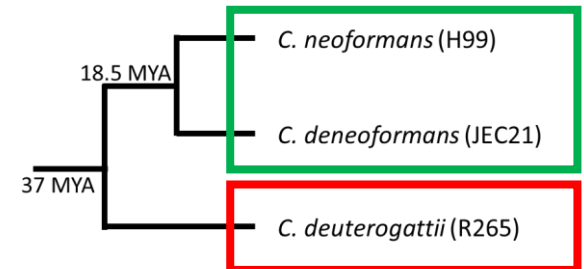 C. neoformans (H99)
18.5 MYA
C. deneoformans (JEC21)
37 MYA
C. deuterogattii (R265)